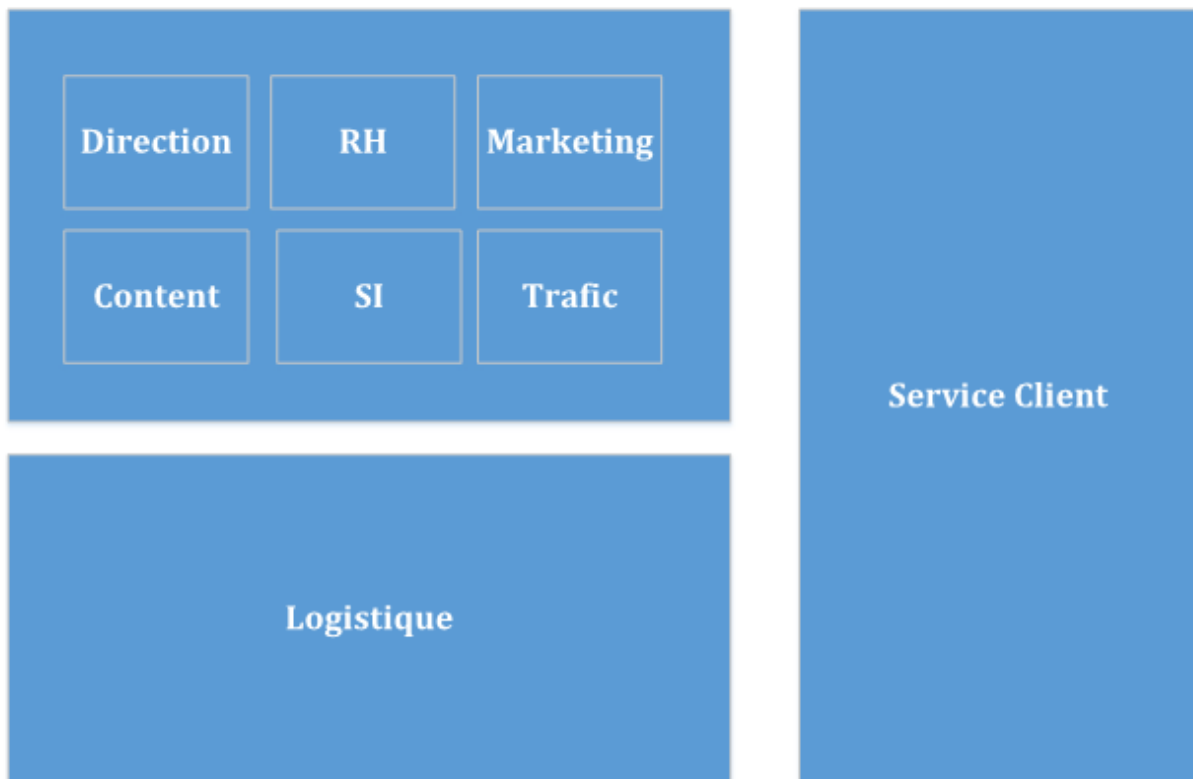 Direction
RH
Marketing
Content
SI
Trafic
Service Client
Logistique